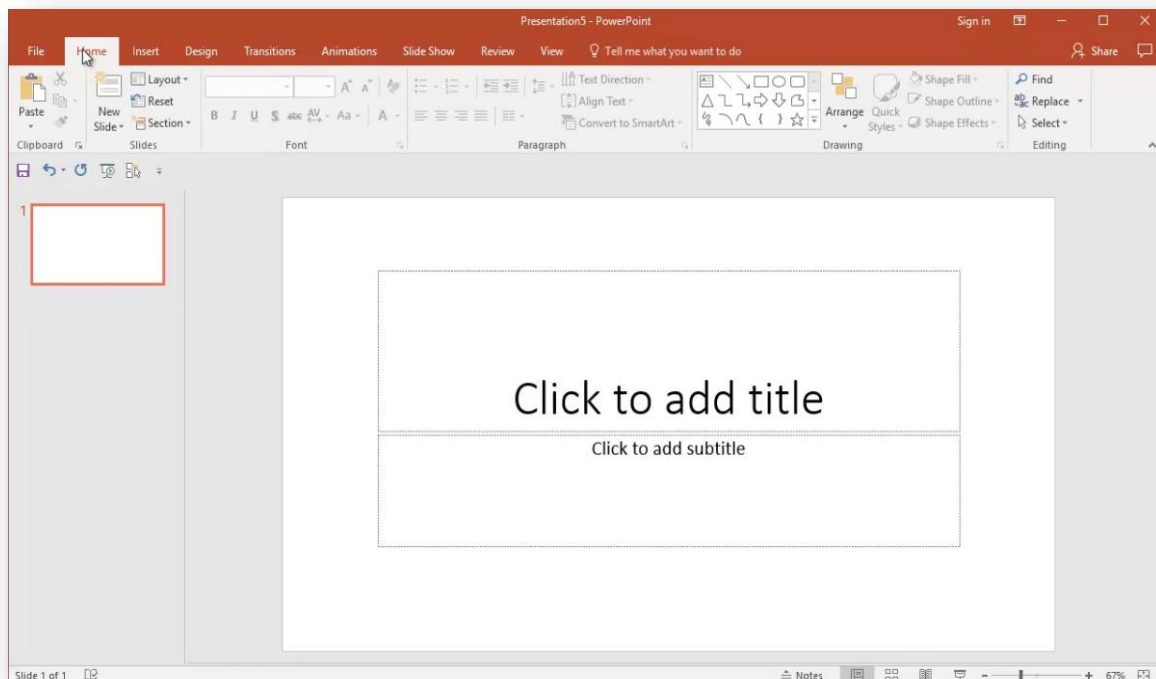 Presentation5 - PowerPoint
Sign in
File Home Insert Design Transitions Animations Slide Show Review View Tell me what you want to do Share
Paste
Clipboard
New Slide
Layout
Reset
Section
Slides
B I U S abc AV Aa A
Font
Text Direction
Align Text
Convert to SmartArt
Paragraph
Arrange
Quick Styles
Shape Fill
Shape Outline
Shape Effects
Drawing
Find
Replace
Select
Editing
1
Click to add title
Click to add subtitle
Slide 1 of 1
Notes
67%